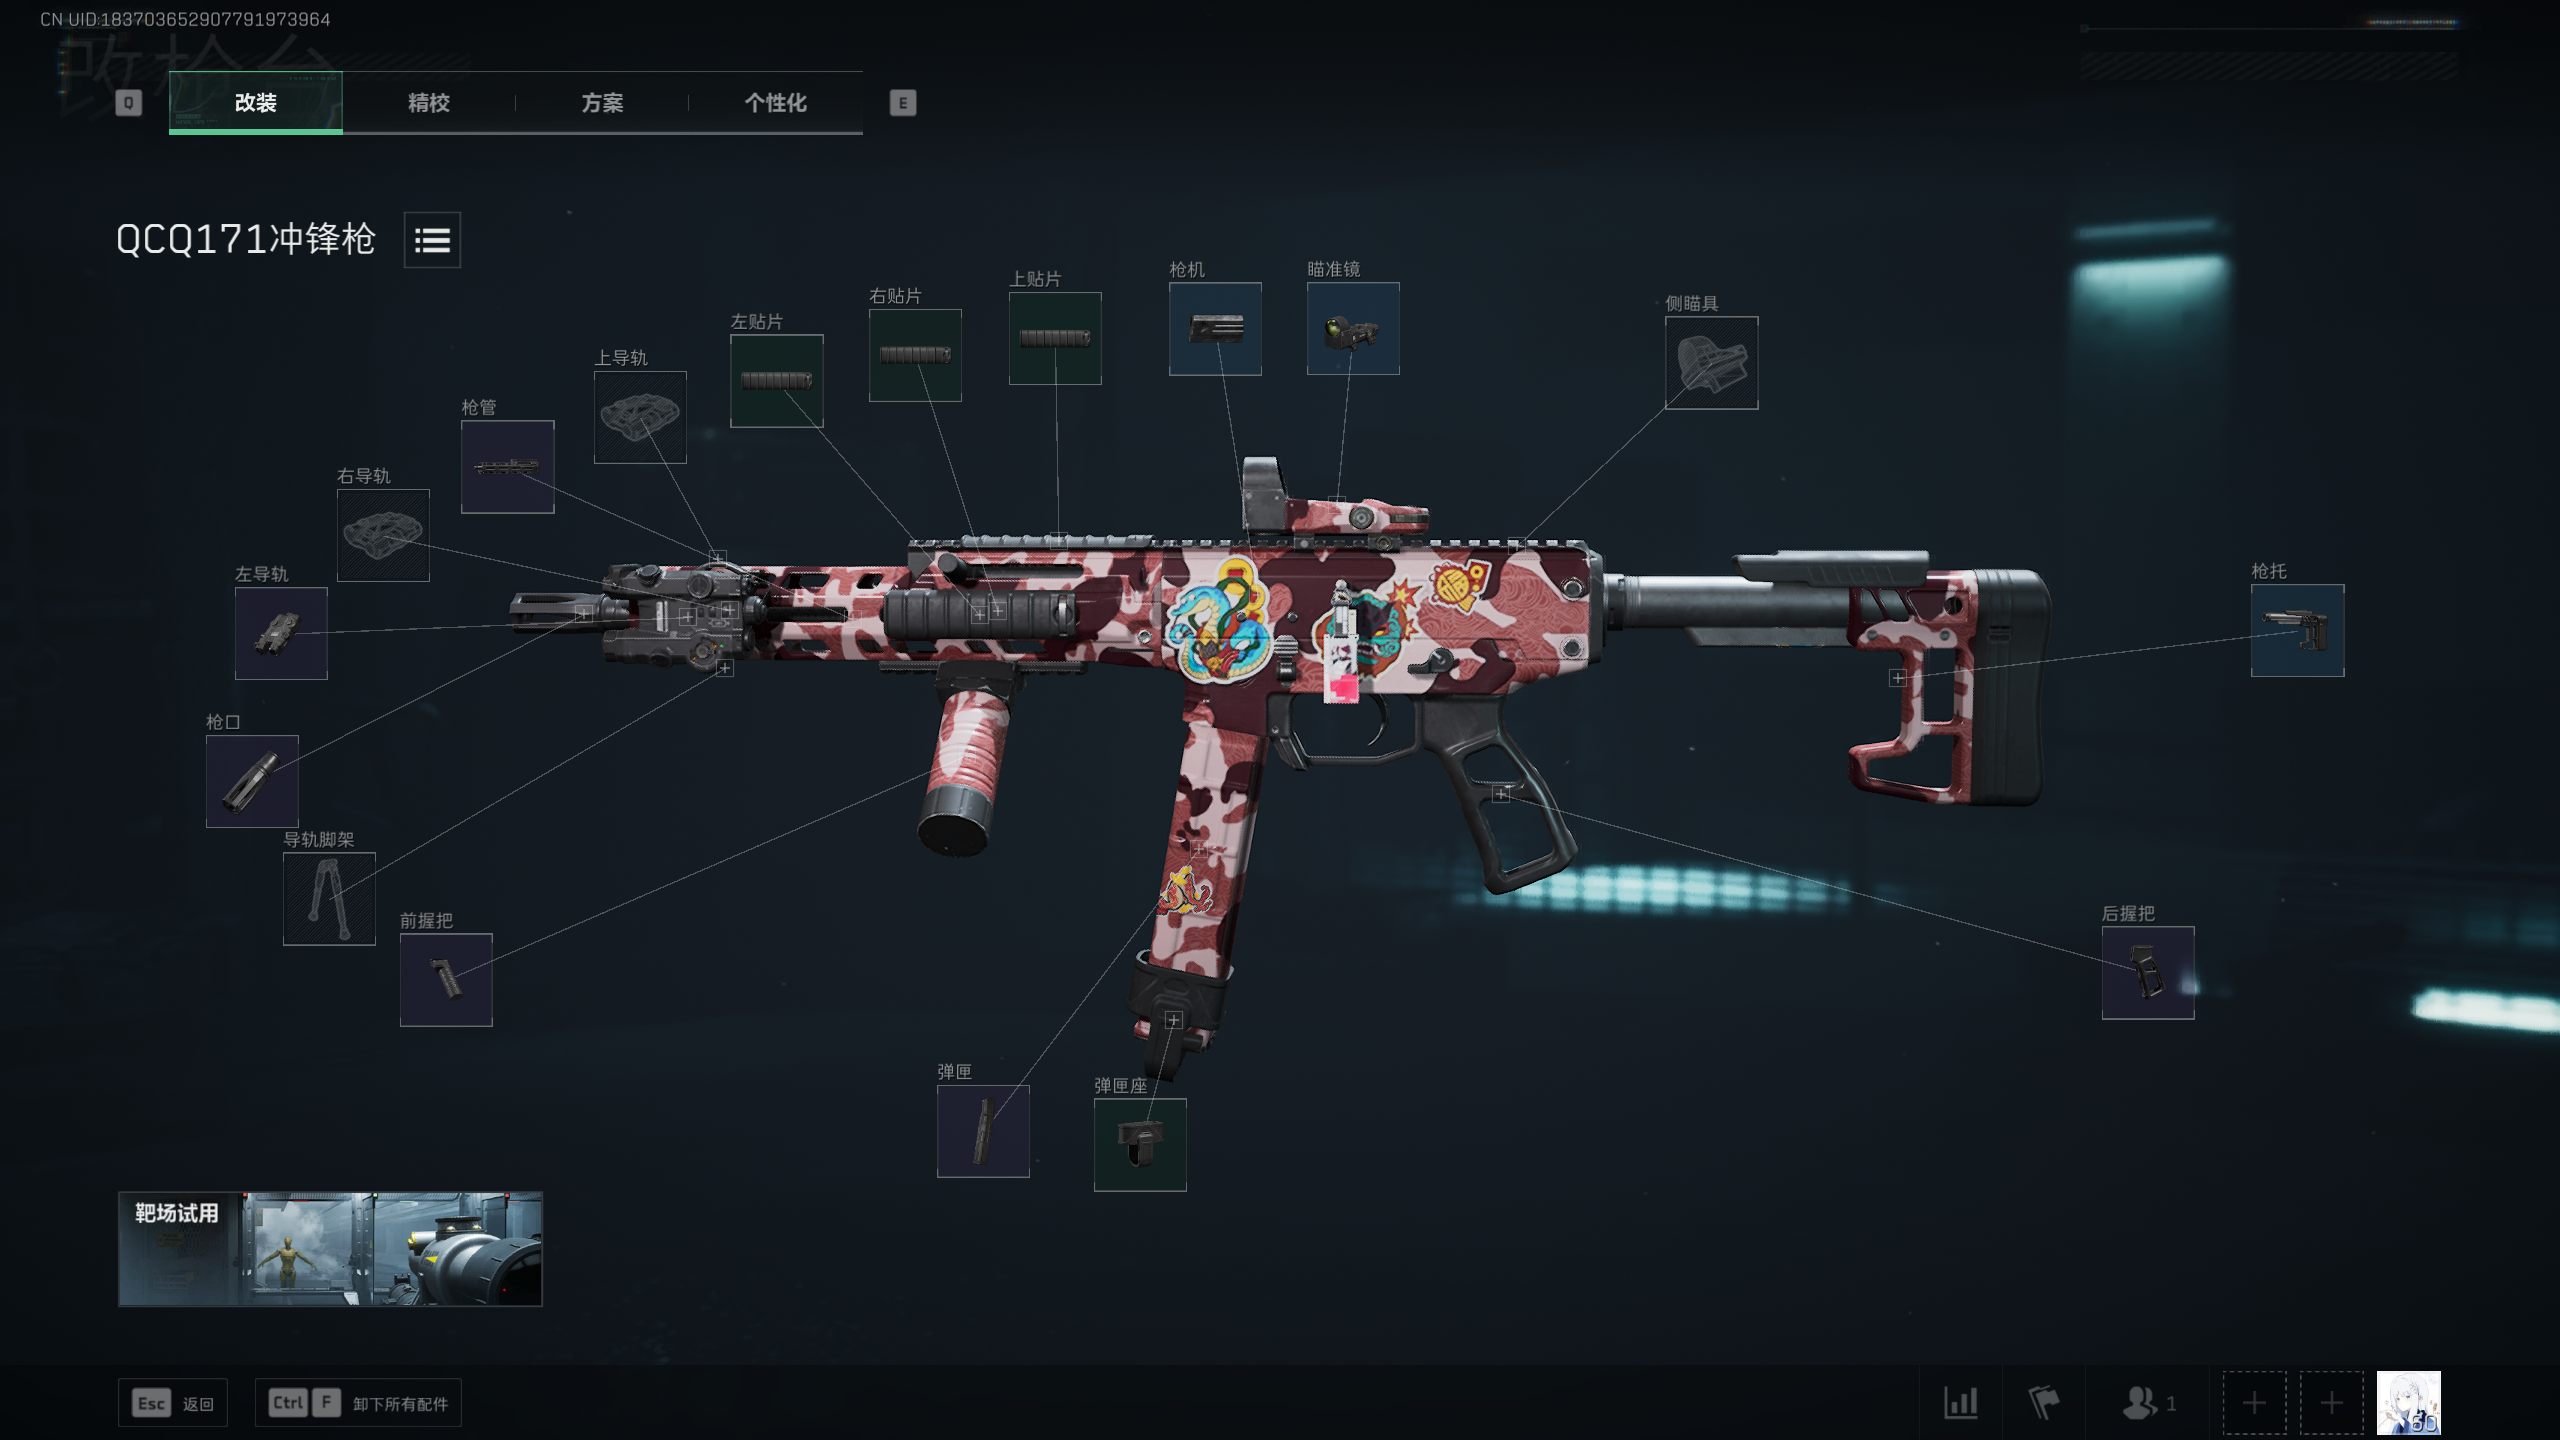 CN UID:183703652907791973964
改枪台
Q
改装
精校
方案
个性化
E
QCQ171冲锋枪
枪机
瞄准镜
上贴片
右贴片
侧瞄具
左贴片
上导轨
枪管
右导轨
左导轨
枪托
枪口
导轨脚架
前握把
后握把
弹匣
弹匣座
靶场试用
Esc 返回
Ctrl F 卸下所有配件
1
60